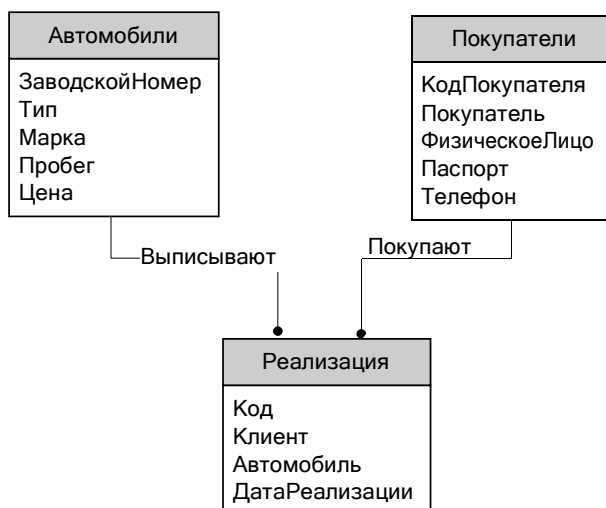 Автомобили
ЗаводскойНомер
Тип
Марка
Пробег
Цена
Покупатели
КодПокупателя
Покупатель
ФизическоеЛицо
Паспорт
Телефон
Выписывают
Покупают
Реализация
Код
Клиент
Автомобиль
ДатаРеализации